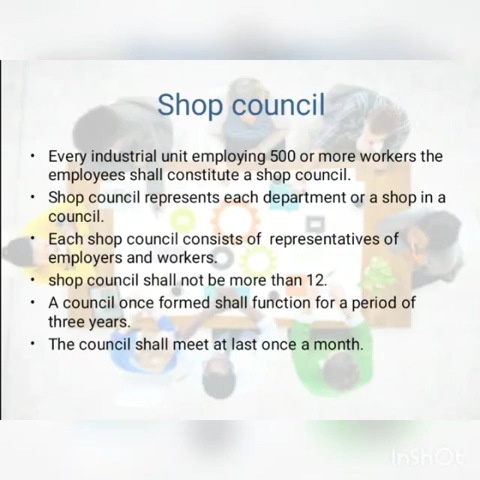 Shop council
• Every industrial unit employing 500 or more workers the
employees shall constitute a shop council.
• Shop council represents each department or a shop in a
council.
• Each shop council consists of representatives of
employers and workers.
• shop council shall not be more than 12.
• A council once formed shall function for a period of
three years.
• The council shall meet at last once a month.
InShOt